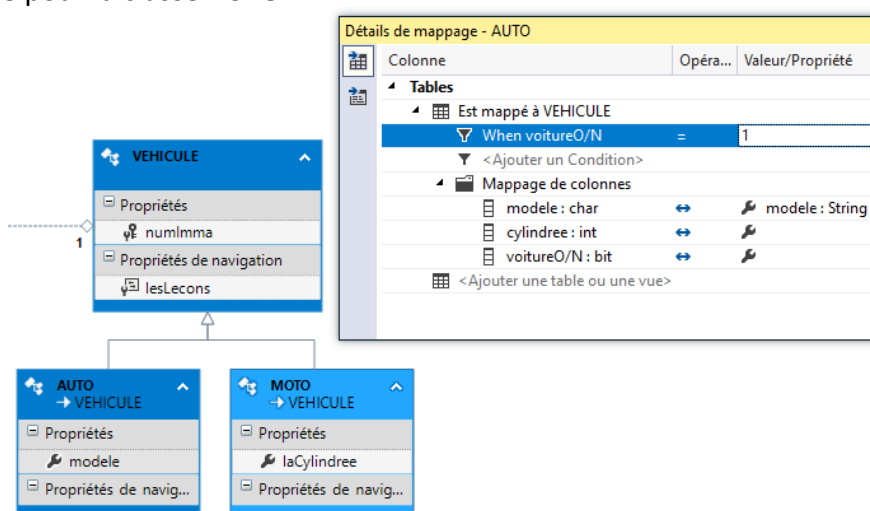 Détails de mappage - AUTO
Colonne Opéra... Valeur/Propriété
Tables
Est mappé à VEHICULE
When voitureO/N = 1
<Ajouter un Condition>
Mappage de colonnes
modele : char modele : String
cylindree : int
voitureO/N : bit
<Ajouter une table ou une vue>
VEHICULE
Propriétés
numImma
Propriétés de navigation
lesLecons
1
AUTO
VEHICULE
Propriétés
modele
Propriétés de navig...
MOTO
VEHICULE
Propriétés
laCylindree
Propriétés de navig...